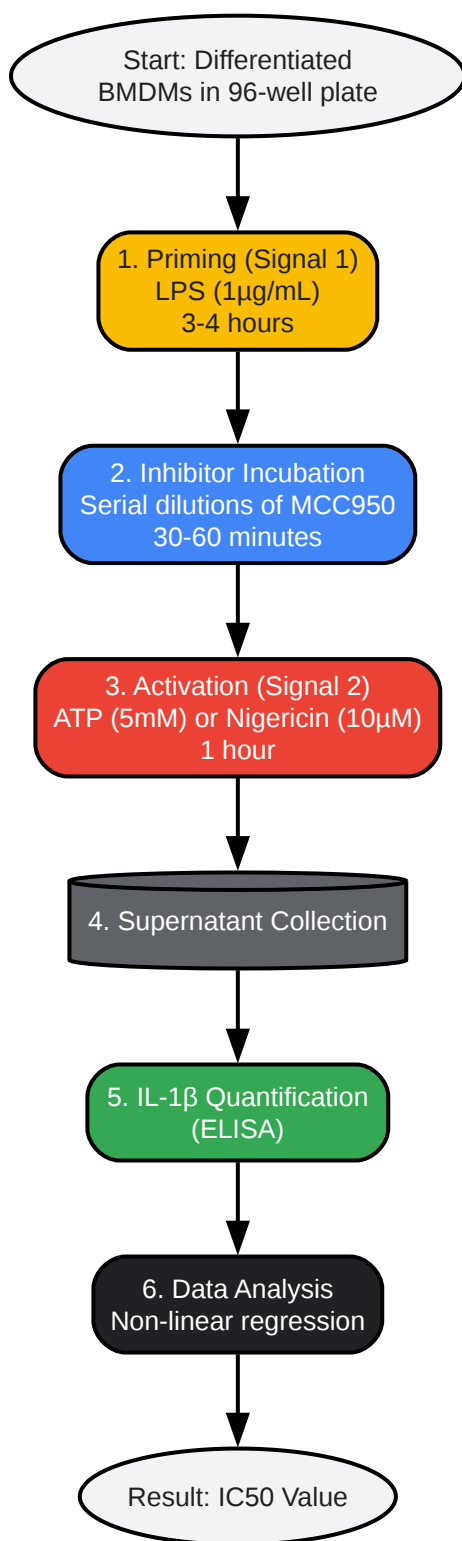 Start: Differentiated
BMDMs in 96-well plate
1. Priming (Signal 1)
LPS (1µg/mL)
3-4 hours
2. Inhibitor Incubation
Serial dilutions of MCC950
30-60 minutes
3. Activation (Signal 2)
ATP (5mM) or Nigericin (10µM)
1 hour
4. Supernatant Collection
5. IL-1β Quantification
(ELISA)
6. Data Analysis
Non-linear regression
Result: IC50 Value